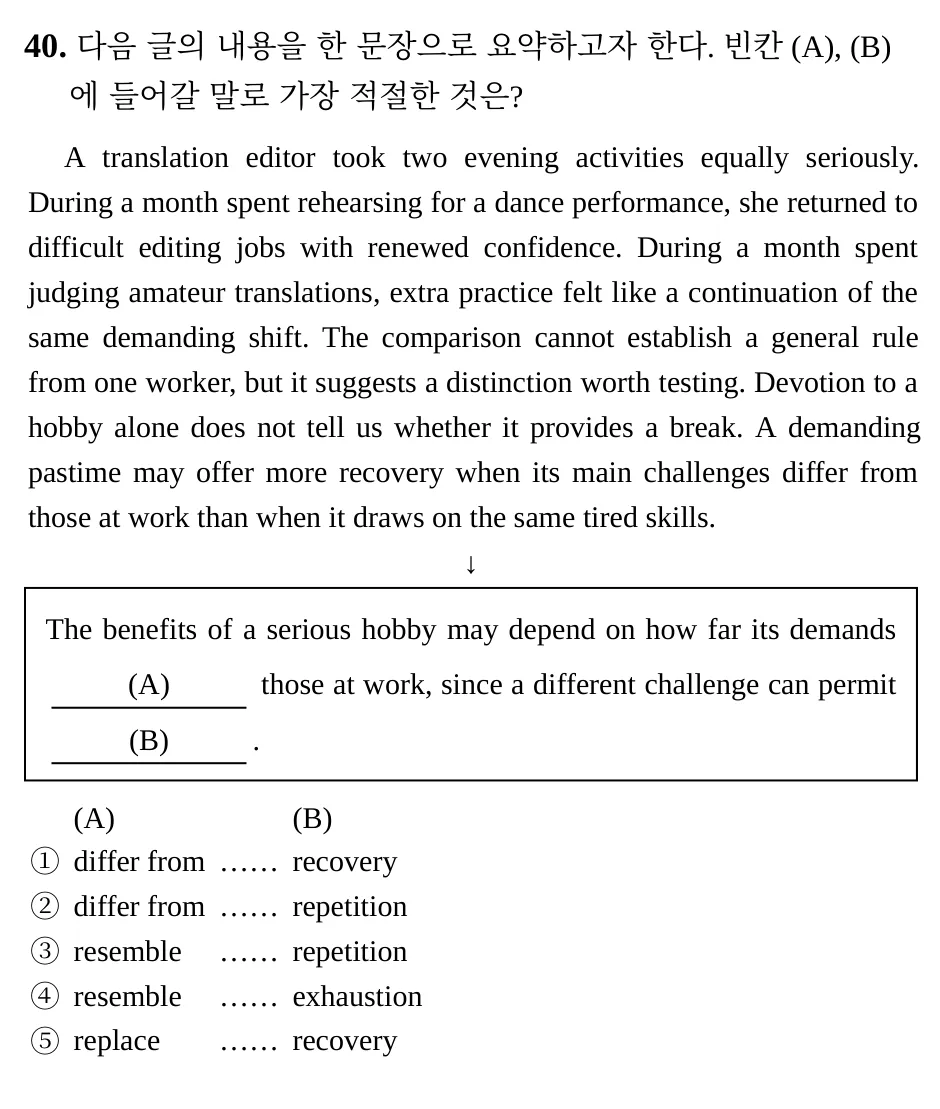 40. 다음 글의 내용을 한 문장으로 요약하고자 한다. 빈칸 (A), (B)
에 들어갈 말로 가장 적절한 것은?
A translation editor took two evening activities equally seriously.
During a month spent rehearsing for a dance performance, she returned to
difficult editing jobs with renewed confidence. During a month spent
judging amateur translations, extra practice felt like a continuation of the
same demanding shift. The comparison cannot establish a general rule
from one worker, but it suggests a distinction worth testing. Devotion to a
hobby alone does not tell us whether it provides a break. A demanding
pastime may offer more recovery when its main challenges differ from
those at work than when it draws on the same tired skills.
↓
The benefits of a serious hobby may depend on how far its demands
(A) those at work, since a different challenge can permit
(B) .
(A) (B)
① differ from …… recovery
② differ from …… repetition
③ resemble …… repetition
④ resemble …… exhaustion
⑤ replace …… recovery